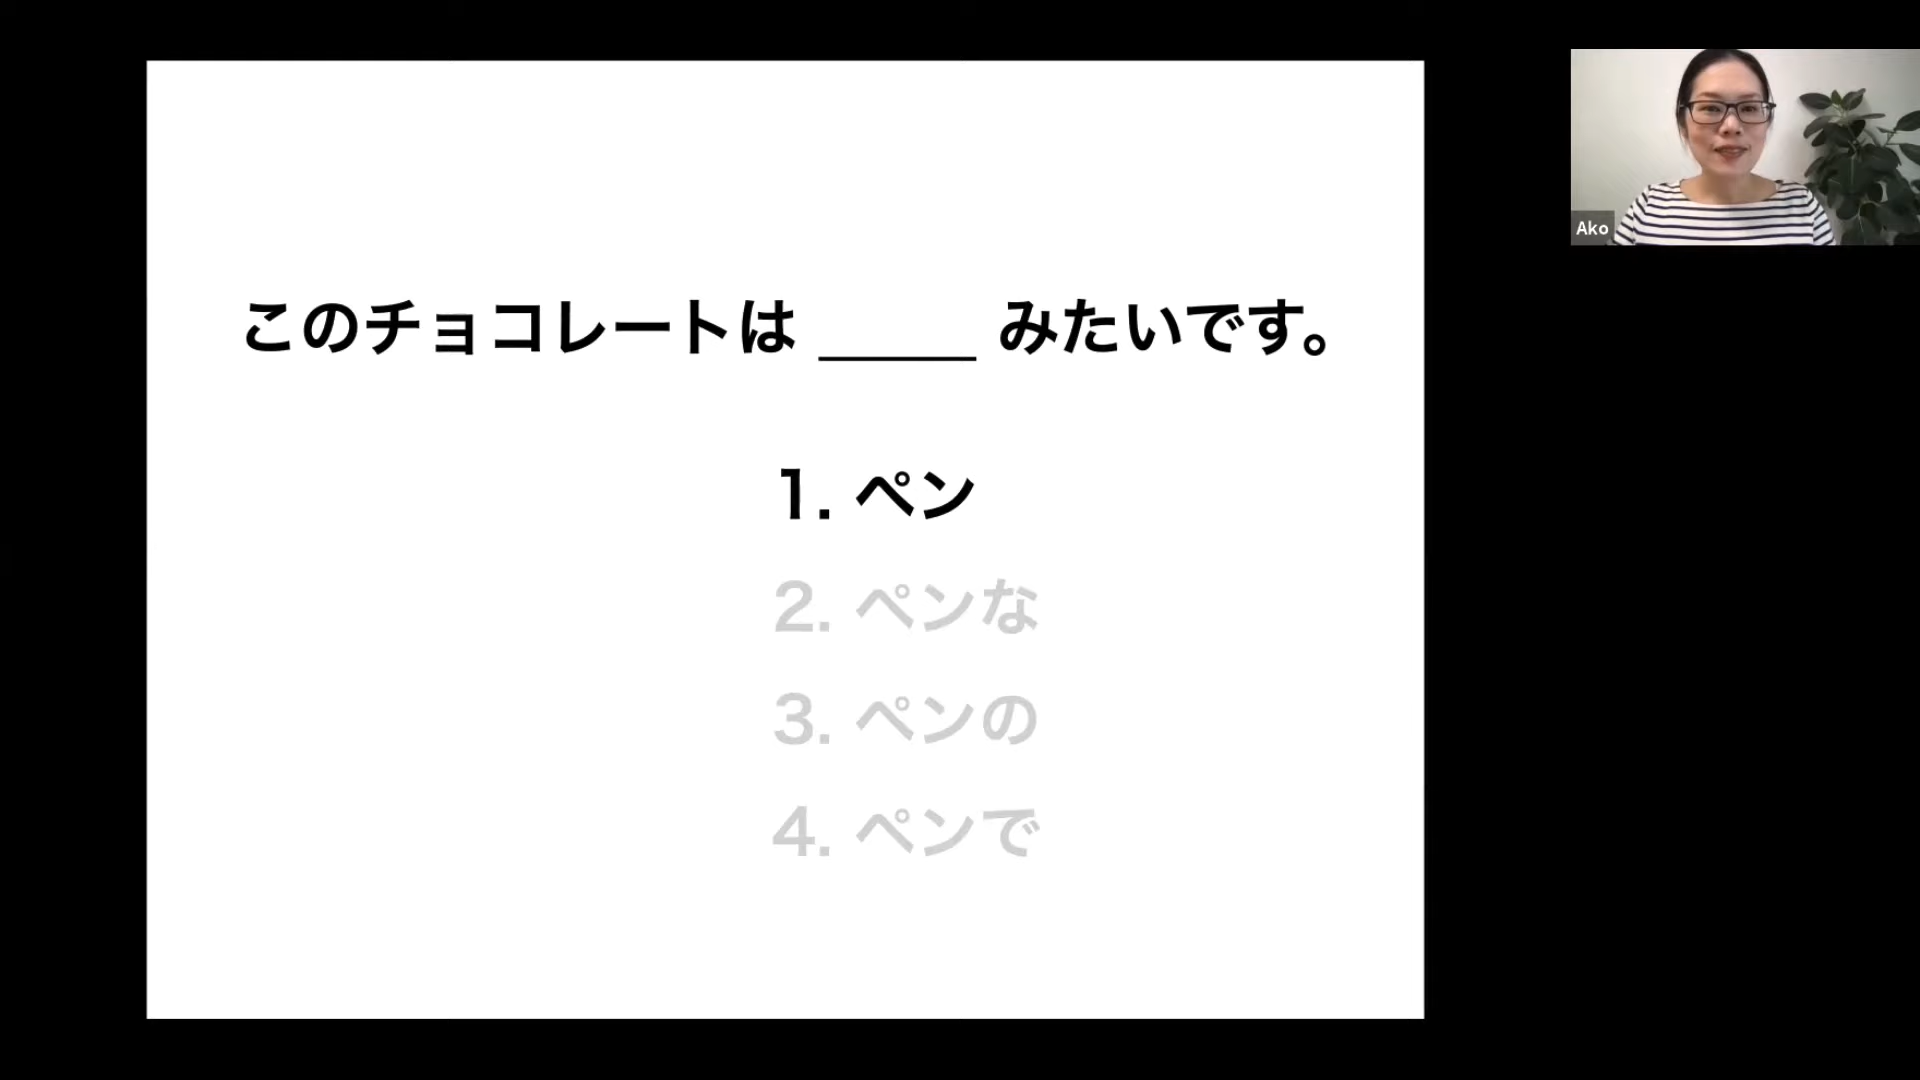 このチョコレートは _____ みたいです。
1. ペン
2. ペンな
3. ペンの
4. ペンで
Ako